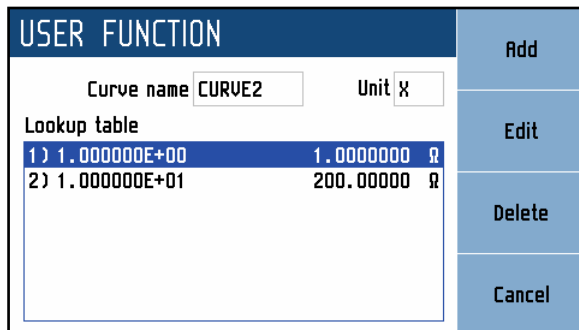 USER FUNCTION
Curve name CURVE2 Unit X
Lookup table
1) 1.000000E+00 1.0000000 Ω
2) 1.000000E+01 200.00000 Ω
Add
Edit
Delete
Cancel